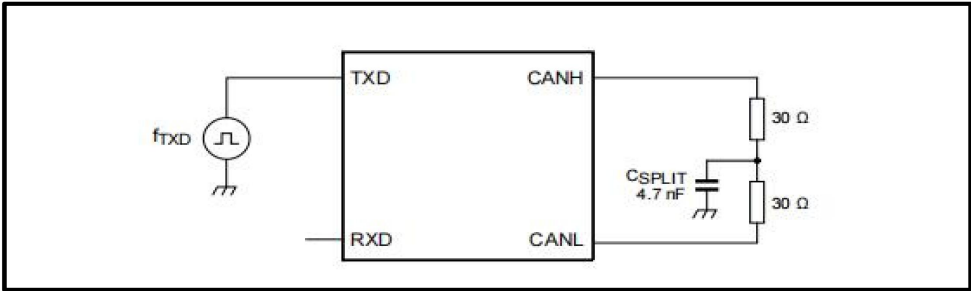 TXD
CANH
30 Ω
fTXD
CSPLIT
4.7 nF
30 Ω
RXD
CANL